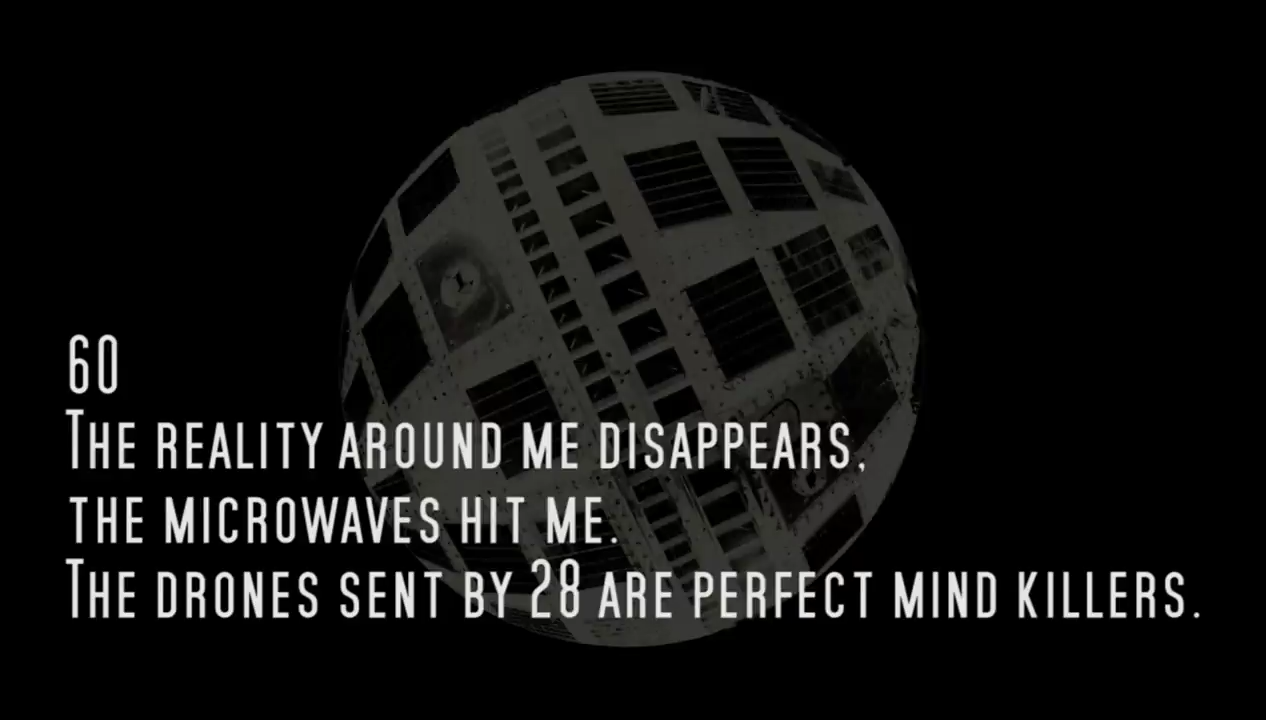 60
The reality around me disappears,
the microwaves hit me.
The drones sent by 28 are perfect mind killers.